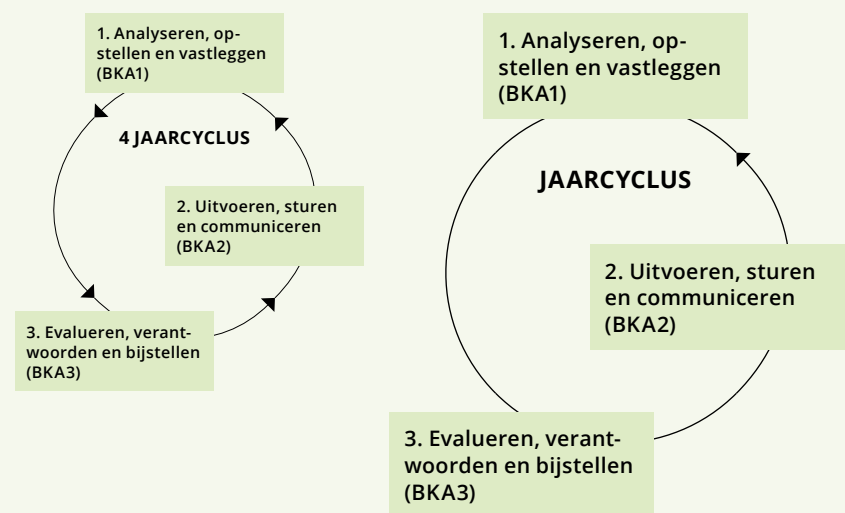 1. Analyseren, op-
stellen en vastleggen
(BKA1)
4 JAARCYCLUS
2. Uitvoeren, sturen
en communiceren
(BKA2)
3. Evalueren, verant-
woorden en bijstellen
(BKA3)
1. Analyseren, op-
stellen en vastleggen
(BKA1)
JAARCYCLUS
2. Uitvoeren, sturen
en communiceren
(BKA2)
3. Evalueren, verant-
woorden en bijstellen
(BKA3)